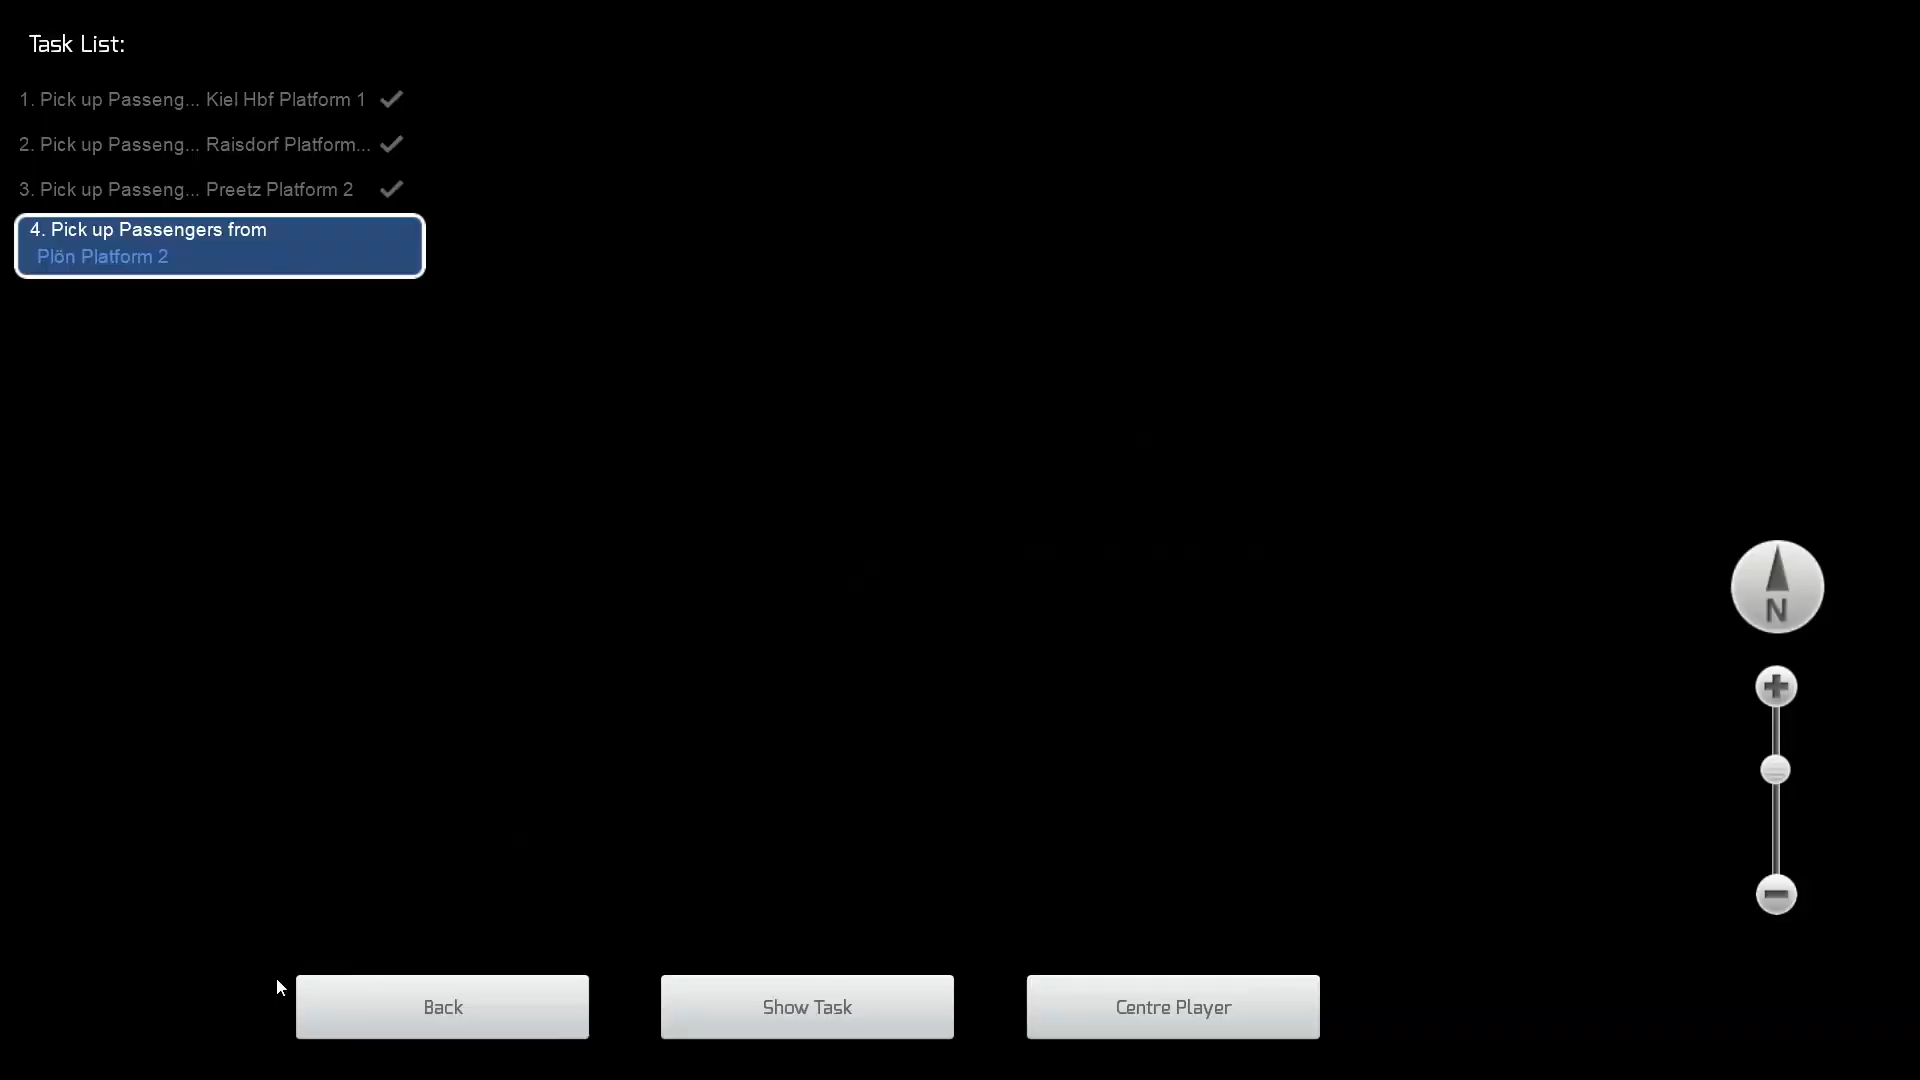 Task List:
1. Pick up Passeng... Kiel Hbf Platform 1
2. Pick up Passeng... Raisdorf Platform...
3. Pick up Passeng... Preetz Platform 2
4. Pick up Passengers from
Plön Platform 2
N
Back
Show Task
Centre Player